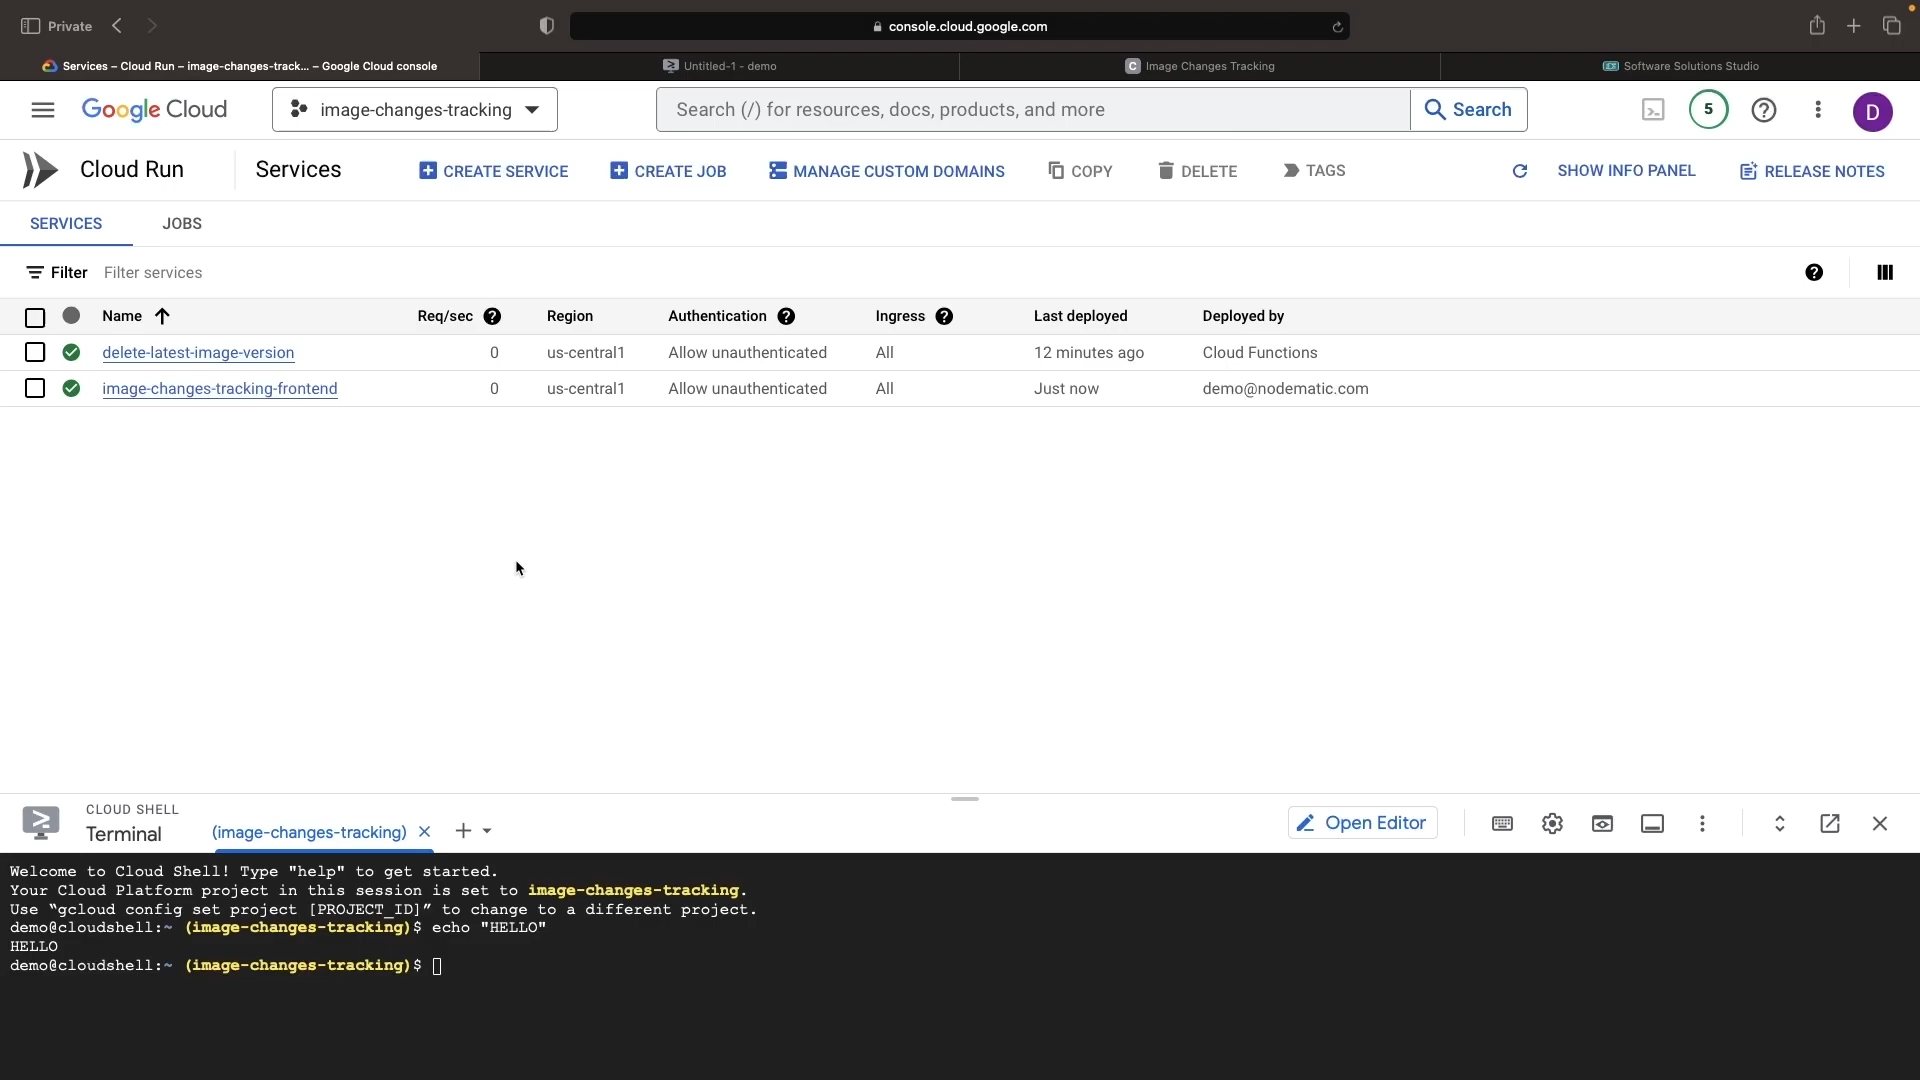 Private
console.cloud.google.com
Services – Cloud Run – image-changes-track... – Google Cloud console
Untitled-1 - demo
C Image Changes Tracking
Software Solutions Studio
Google Cloud
image-changes-tracking
Search (/) for resources, docs, products, and more
Search
5
D
Cloud Run
Services
CREATE SERVICE
CREATE JOB
MANAGE CUSTOM DOMAINS
COPY
DELETE
TAGS
SHOW INFO PANEL
RELEASE NOTES
SERVICES
JOBS
Filter Filter services
Name Req/sec Region Authentication Ingress Last deployed Deployed by
delete-latest-image-version 0 us-central1 Allow unauthenticated All 12 minutes ago Cloud Functions
image-changes-tracking-frontend 0 us-central1 Allow unauthenticated All Just now demo@nodematic.com
CLOUD SHELL
Terminal
(image-changes-tracking)
Open Editor
Welcome to Cloud Shell! Type "help" to get started.
Your Cloud Platform project in this session is set to image-changes-tracking.
Use “gcloud config set project [PROJECT_ID]” to change to a different project.
demo@cloudshell:~ (image-changes-tracking)$ echo "HELLO"
HELLO
demo@cloudshell:~ (image-changes-tracking)$